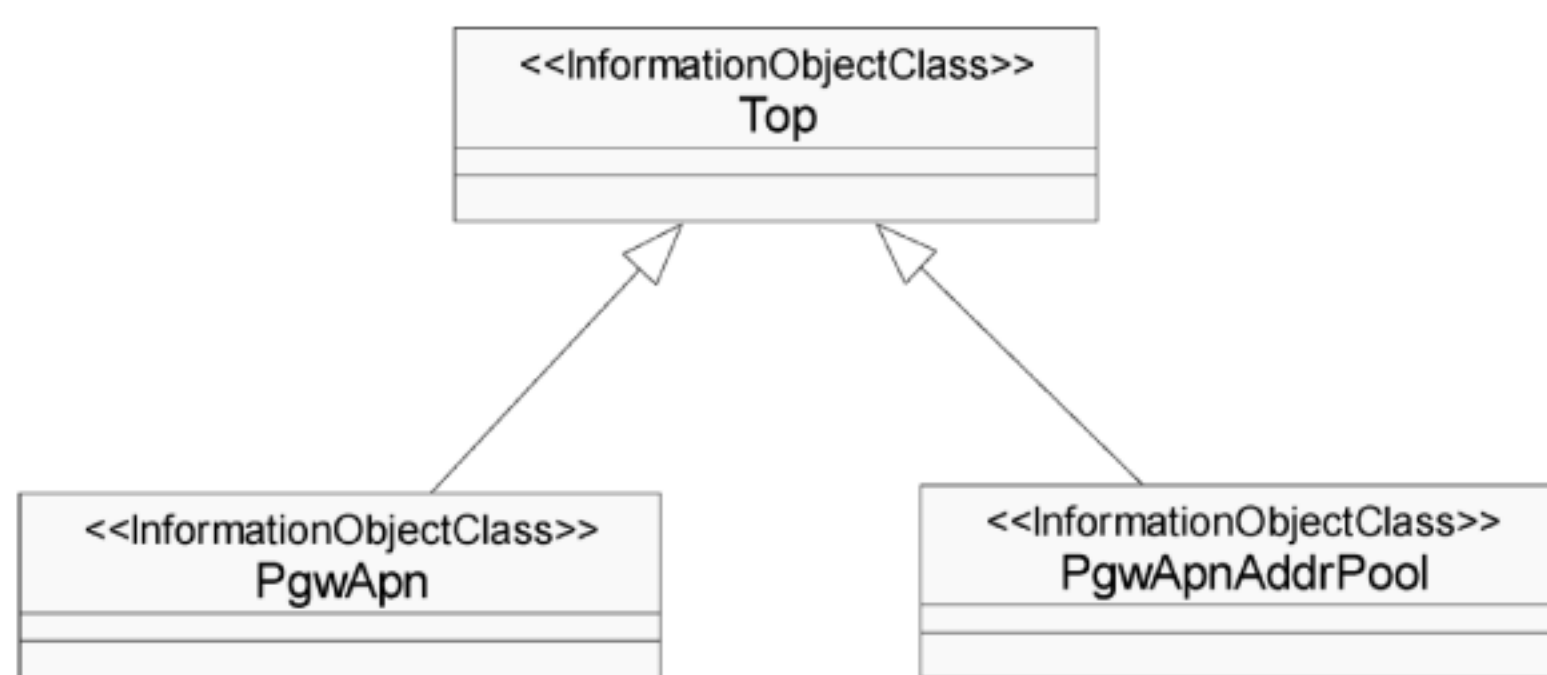 <<InformationObjectClass>>
Top
<<InformationObjectClass>>
PgwApn
<<InformationObjectClass>>
PgwApnAddrPool